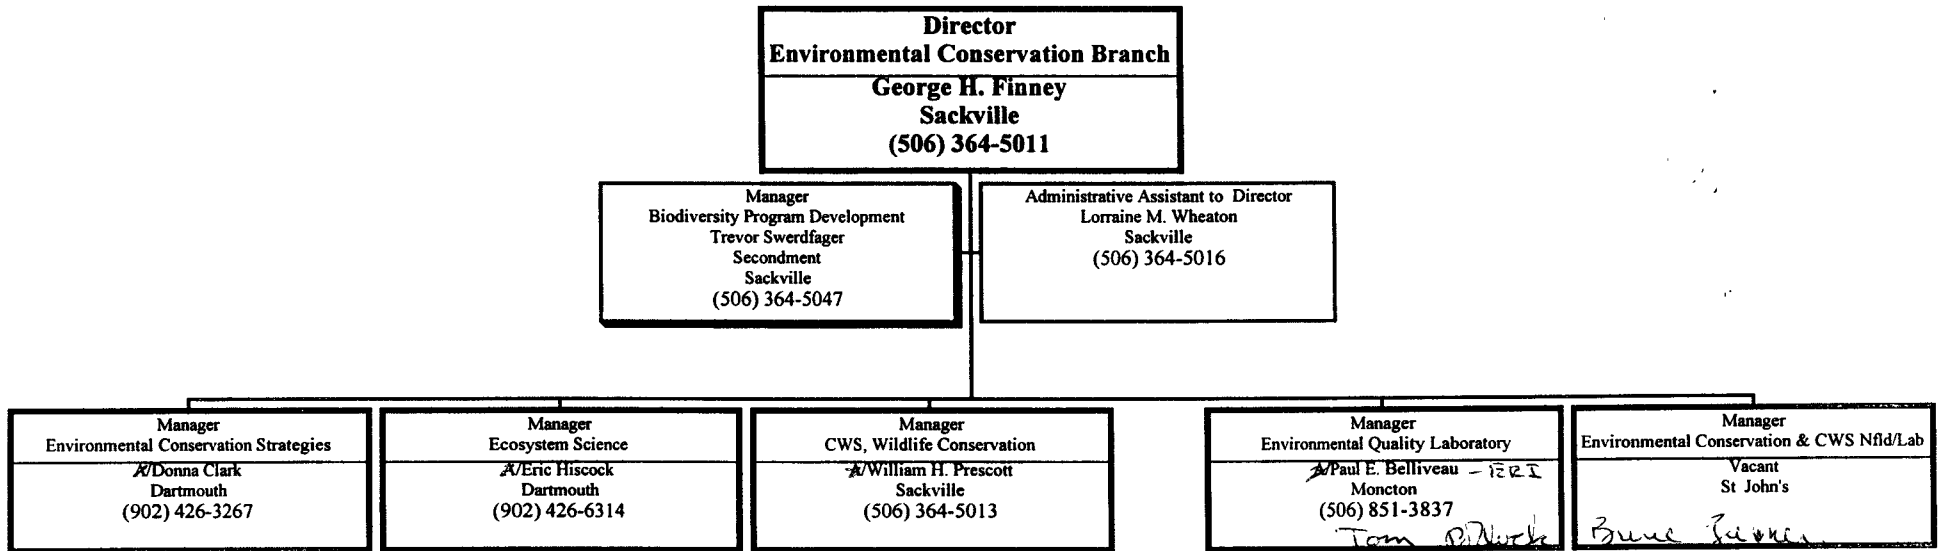 Director
Environmental Conservation Branch
George H. Finney
Sackville
(506) 364-5011
Manager
Biodiversity Program Development
Trevor Swerdfager
Secondment
Sackville
(506) 364-5047
Administrative Assistant to Director
Lorraine M. Wheaton
Sackville
(506) 364-5016
Manager
Environmental Conservation Strategies
A/Donna Clark
Dartmouth
(902) 426-3267
Manager
Ecosystem Science
A/Eric Hiscock
Dartmouth
(902) 426-6314
Manager
CWS, Wildlife Conservation
A/William H. Prescott
Sackville
(506) 364-5013
Manager
Environmental Quality Laboratory
A/Paul E. Belliveau
Moncton
(506) 851-3837
Tom
Manager
Environmental Conservation & CWS Nfld/Lab
Vacant
St John's